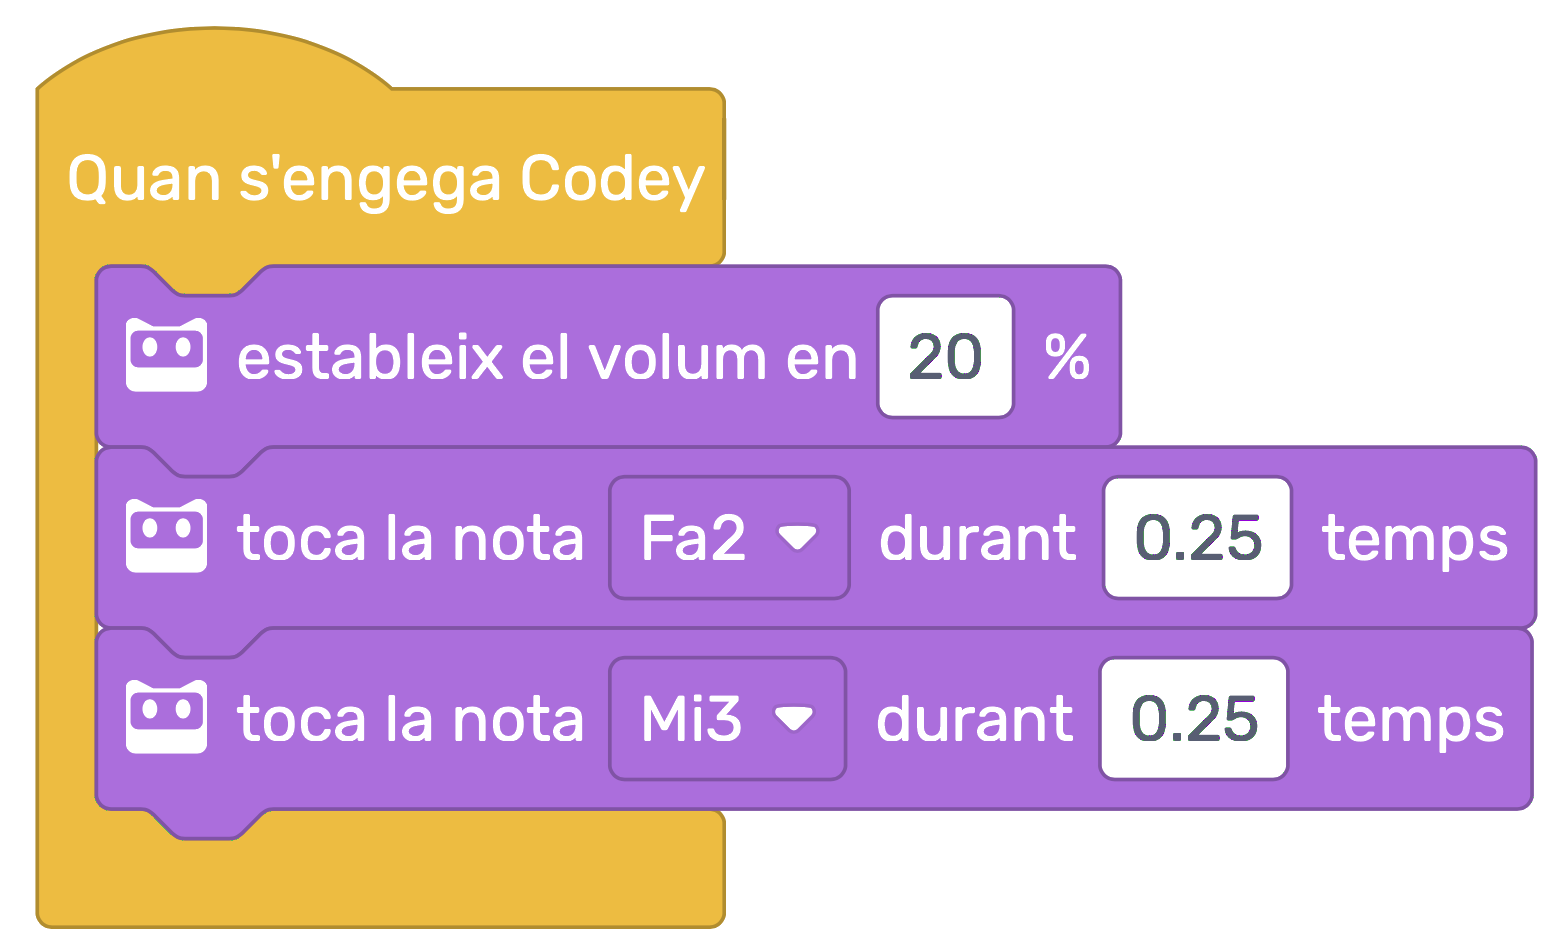 Quan s'engega Codey
estableix el volum en 20 %
toca la nota Fa2 durant 0.25 temps
toca la nota Mi3 durant 0.25 temps